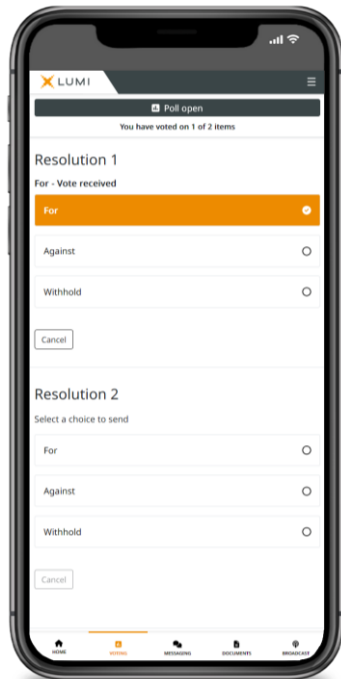 LUMI
Poll open
You have voted on 1 of 2 items
Resolution 1
For - Vote received
For
Against
Withhold
Cancel
Resolution 2
Select a choice to send
For
Against
Withhold
Cancel
HOME VOTING MESSAGING DOCUMENTS BROADCAST